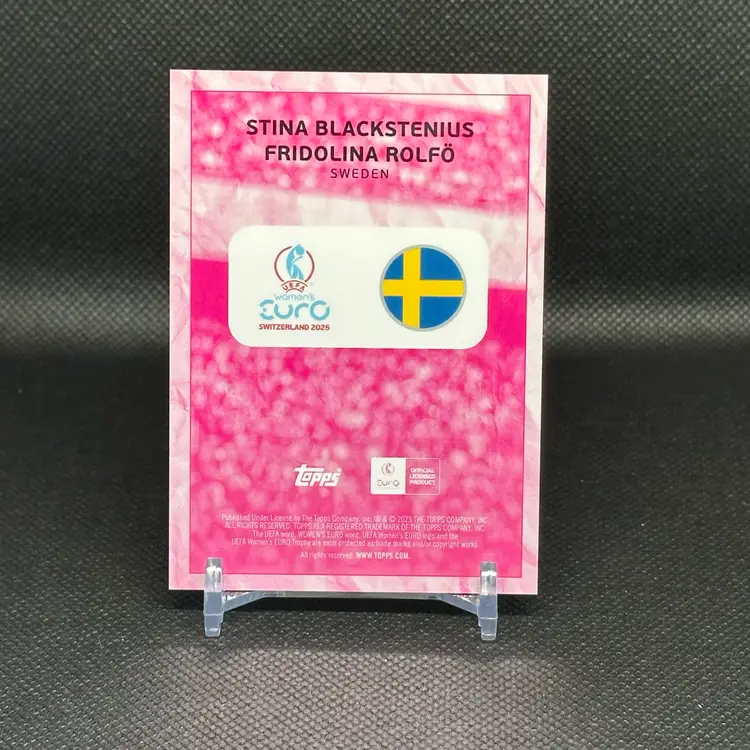 STINA BLACKSTENIUS
FRIDOLINA ROLFÖ
SWEDEN
UEFA
WOMEN'S
EURO
SWITZERLAND 2025
Topps
EURO
OFFICIAL
LICENSED
PRODUCT
Published Under License by The Topps Company, Inc. ® & © 2025 THE TOPPS COMPANY, INC.
ALL RIGHTS RESERVED. TOPPS IS A REGISTERED TRADEMARK OF THE TOPPS COMPANY, INC.
The UEFA word, WOMEN'S EURO word, UEFA Women's EURO logo and the
UEFA Women's EURO Trophy are each protected as trade marks and/or copyright works.
All rights reserved. WWW.TOPPS.COM.